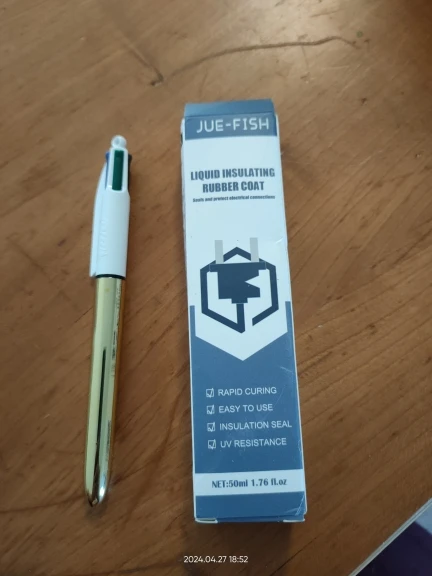 JUE-FISH
LIQUID INSULATING
RUBBER COAT
Seals and protect electrical connections
RAPID CURING
EASY TO USE
INSULATION SEAL
UV RESISTANCE
NET:50ml 1.76 fl.oz
2024.04.27 18:52